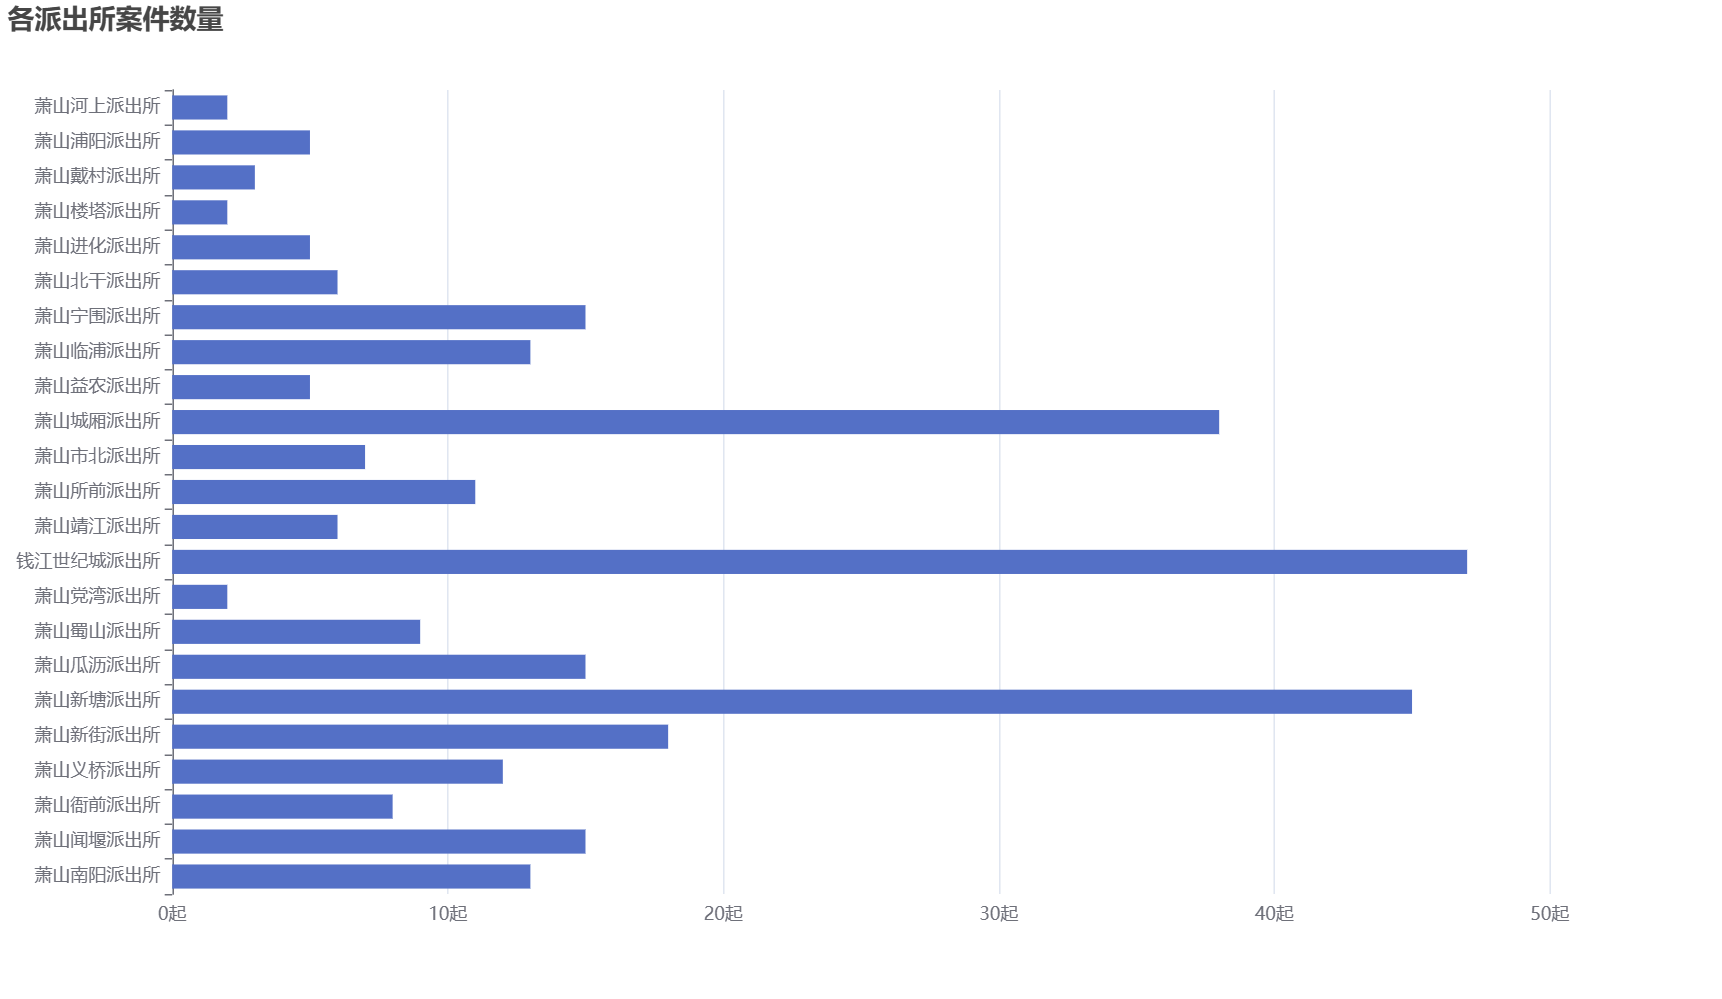 各派出所案件数量
萧山河上派出所
萧山浦阳派出所
萧山戴村派出所
萧山楼塔派出所
萧山进化派出所
萧山北干派出所
萧山宁围派出所
萧山临浦派出所
萧山益农派出所
萧山城厢派出所
萧山市北派出所
萧山所前派出所
萧山靖江派出所
钱江世纪城派出所
萧山党湾派出所
萧山蜀山派出所
萧山瓜沥派出所
萧山新塘派出所
萧山新街派出所
萧山义桥派出所
萧山衙前派出所
萧山闻堰派出所
萧山南阳派出所
0起 10起 20起 30起 40起 50起